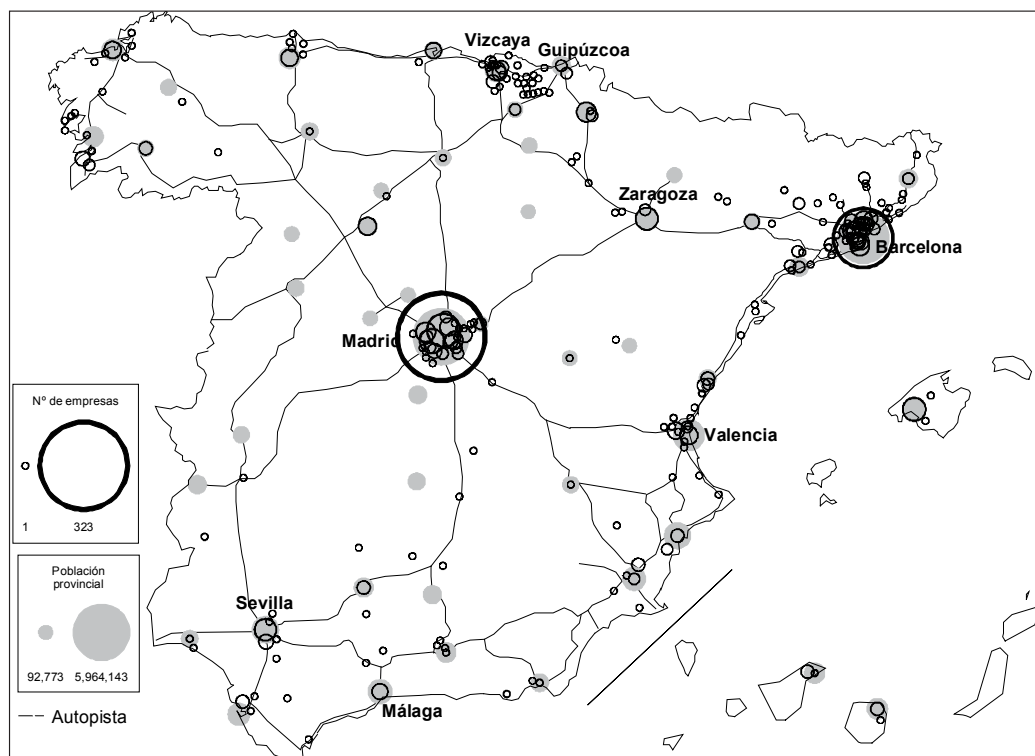 Vizcaya
Guipúzcoa
Zaragoza
Barcelona
Madrid
Valencia
Sevilla
Málaga
Nº de empresas
1 323
Población
provincial
92,773 5,964,143
Autopista